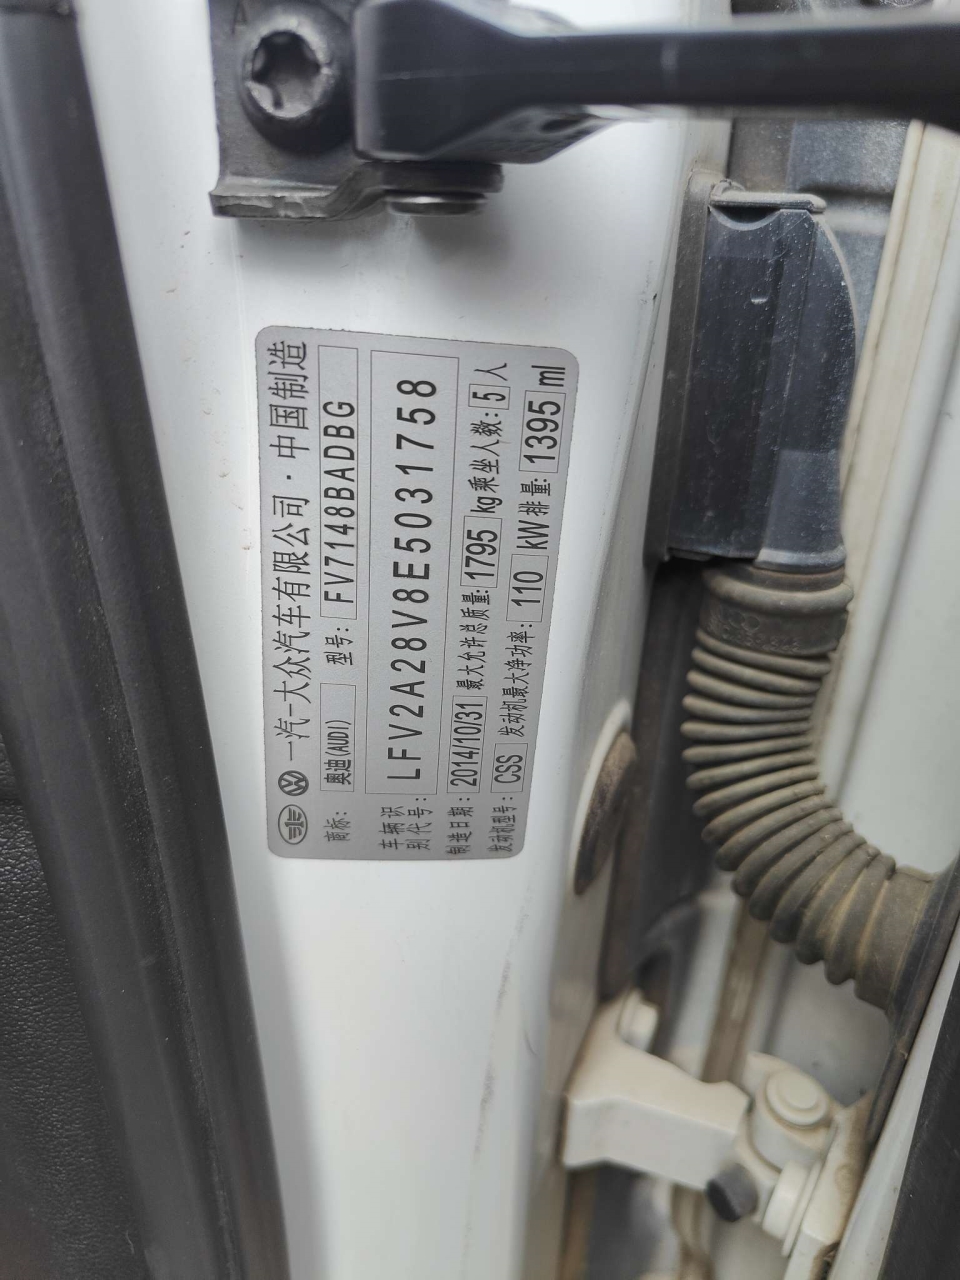 一汽-大众汽车有限公司·中国制造
商标: 奥迪(AUDI) 型号: FV7148BADBG
车辆识别代号: LFV2A28V8E5031758
制造日期: 2014/10/31 最大允许总质量: 1795 kg 乘坐人数: 5 人
发动机型号: CSS 发动机最大净功率: 110 kW 排量: 1395 ml